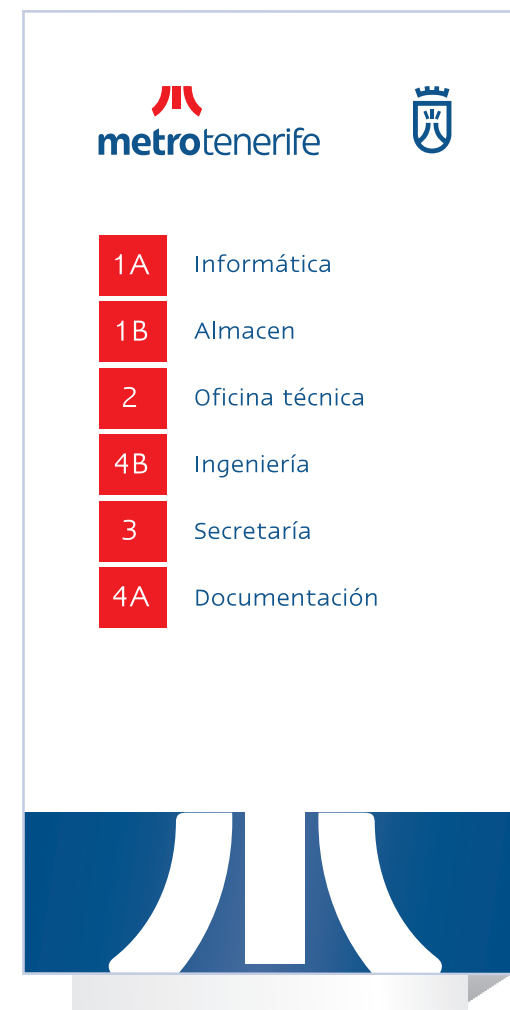 metrotenerife
1A Informática
1B Almacen
2 Oficina técnica
4B Ingeniería
3 Secretaría
4A Documentación